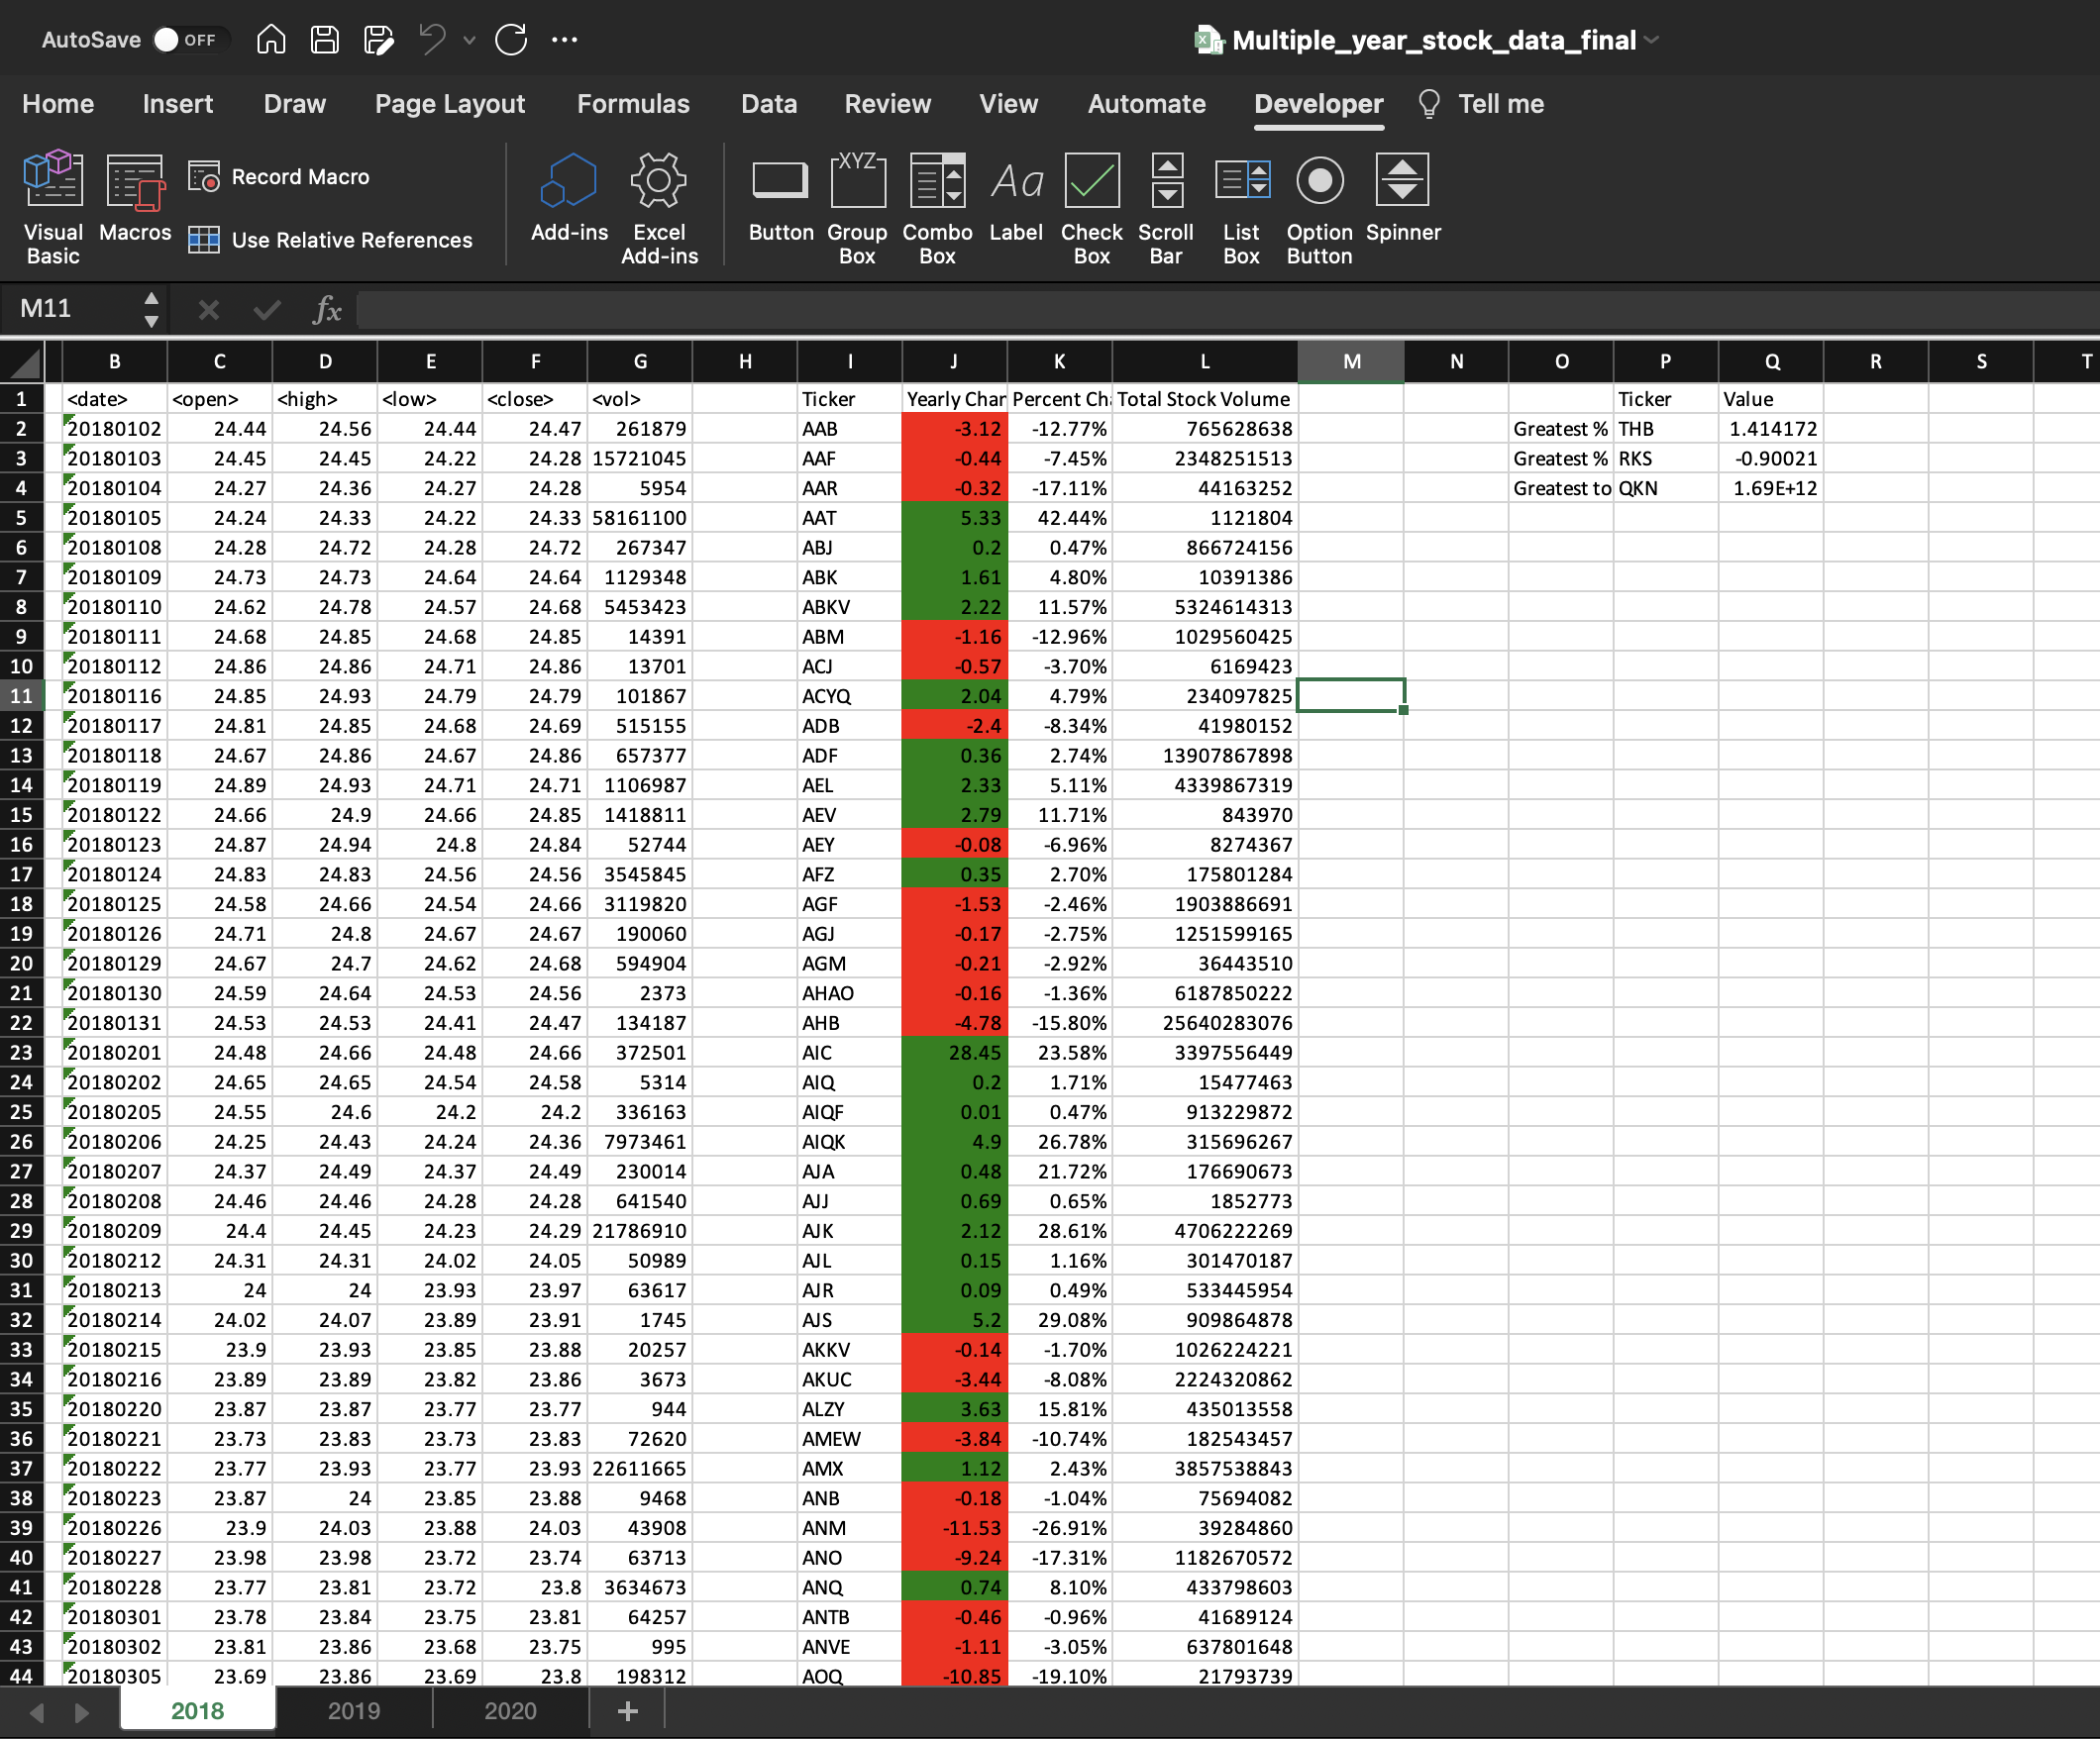 AutoSave OFF Multiple_year_stock_data_final
Home Insert Draw Page Layout Formulas Data Review View Automate Developer Tell me
Visual Basic Macros Record Macro Use Relative References Add-ins Excel Add-ins XYZ Button Group Box Combo Box Aa Label Check Box Scroll Bar List Box Option Button Spinner
M11 fx
B C D E F G H I J K L M N O P Q R S T
1 <date> <open> <high> <low> <close> <vol> Ticker Yearly Char Percent Cha Total Stock Volume Ticker Value
2 20180102 24.44 24.56 24.44 24.47 261879 AAB -3.12 -12.77% 765628638 Greatest % THB 1.414172
3 20180103 24.45 24.45 24.22 24.28 15721045 AAF -0.44 -7.45% 2348251513 Greatest % RKS -0.90021
4 20180104 24.27 24.36 24.27 24.28 5954 AAR -0.32 -17.11% 44163252 Greatest to QKN 1.69E+12
5 20180105 24.24 24.33 24.22 24.33 58161100 AAT 5.33 42.44% 1121804
6 20180108 24.28 24.72 24.28 24.72 267347 ABJ 0.2 0.47% 866724156
7 20180109 24.73 24.73 24.64 24.64 1129348 ABK 1.61 4.80% 10391386
8 20180110 24.62 24.78 24.57 24.68 5453423 ABKV 2.22 11.57% 5324614313
9 20180111 24.68 24.85 24.68 24.85 14391 ABM -1.16 -12.96% 1029560425
10 20180112 24.86 24.86 24.71 24.86 13701 ACJ -0.57 -3.70% 6169423
11 20180116 24.85 24.93 24.79 24.79 101867 ACYQ 2.04 4.79% 234097825
12 20180117 24.81 24.85 24.68 24.69 515155 ADB -2.4 -8.34% 41980152
13 20180118 24.67 24.86 24.67 24.86 657377 ADF 0.36 2.74% 13907867898
14 20180119 24.89 24.93 24.71 24.71 1106987 AEL 2.33 5.11% 4339867319
15 20180122 24.66 24.9 24.66 24.85 1418811 AEV 2.79 11.71% 843970
16 20180123 24.87 24.94 24.8 24.84 52744 AEY -0.08 -6.96% 8274367
17 20180124 24.83 24.83 24.56 24.56 3545845 AFZ 0.35 2.70% 175801284
18 20180125 24.58 24.66 24.54 24.66 3119820 AGF -1.53 -2.46% 1903886691
19 20180126 24.71 24.8 24.67 24.67 190060 AGJ -0.17 -2.75% 1251599165
20 20180129 24.67 24.7 24.62 24.68 594904 AGM -0.21 -2.92% 36443510
21 20180130 24.59 24.64 24.53 24.56 2373 AHAO -0.16 -1.36% 6187850222
22 20180131 24.53 24.53 24.41 24.47 134187 AHB -4.78 -15.80% 25640283076
23 20180201 24.48 24.66 24.48 24.66 372501 AIC 28.45 23.58% 3397556449
24 20180202 24.65 24.65 24.54 24.58 5314 AIQ 0.2 1.71% 15477463
25 20180205 24.55 24.6 24.2 24.2 336163 AIQF 0.01 0.47% 913229872
26 20180206 24.25 24.43 24.24 24.36 7973461 AIQK 4.9 26.78% 315696267
27 20180207 24.37 24.49 24.37 24.49 230014 AJA 0.48 21.72% 176690673
28 20180208 24.46 24.46 24.28 24.28 641540 AJJ 0.69 0.65% 1852773
29 20180209 24.4 24.45 24.23 24.29 21786910 AJK 2.12 28.61% 4706222269
30 20180212 24.31 24.31 24.02 24.05 50989 AJL 0.15 1.16% 301470187
31 20180213 24 24 23.93 23.97 63617 AJR 0.09 0.49% 533445954
32 20180214 24.02 24.07 23.89 23.91 1745 AJS 5.2 29.08% 909864878
33 20180215 23.9 23.93 23.85 23.88 20257 AKKV -0.14 -1.70% 1026224221
34 20180216 23.89 23.89 23.82 23.86 3673 AKUC -3.44 -8.08% 2224320862
35 20180220 23.87 23.87 23.77 23.77 944 ALZY 3.63 15.81% 435013558
36 20180221 23.73 23.83 23.73 23.83 72620 AMEW -3.84 -10.74% 182543457
37 20180222 23.77 23.93 23.77 23.93 22611665 AMX 1.12 2.43% 3857538843
38 20180223 23.87 24 23.85 23.88 9468 ANB -0.18 -1.04% 75694082
39 20180226 23.9 24.03 23.88 24.03 43908 ANM -11.53 -26.91% 39284860
40 20180227 23.98 23.98 23.72 23.74 63713 ANO -9.24 -17.31% 1182670572
41 20180228 23.77 23.81 23.72 23.8 3634673 ANQ 0.74 8.10% 433798603
42 20180301 23.78 23.84 23.75 23.81 64257 ANTB -0.46 -0.96% 41689124
43 20180302 23.81 23.86 23.68 23.75 995 ANVE -1.11 -3.05% 637801648
44 20180305 23.69 23.86 23.69 23.8 198312 AOQ -10.85 -19.10% 21793739
2018 2019 2020 +